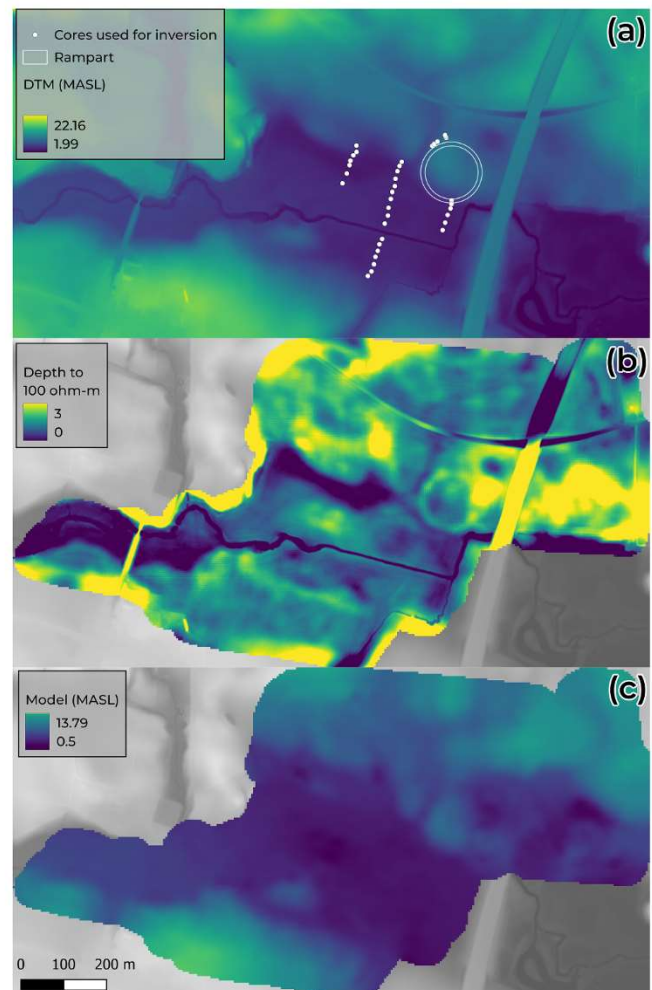 (a)
Cores used for inversion
Rampart
DTM (MASL)
22.16
1.99
(b)
Depth to
100 ohm-m
3
0
(c)
Model (MASL)
13.79
0.5
0 100 200 m